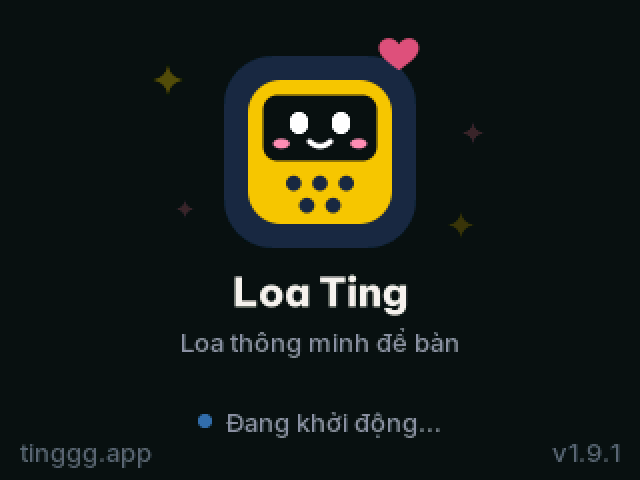 Loa Ting
Loa thông minh để bàn
Đang khởi động...
tinggg.app
v1.9.1